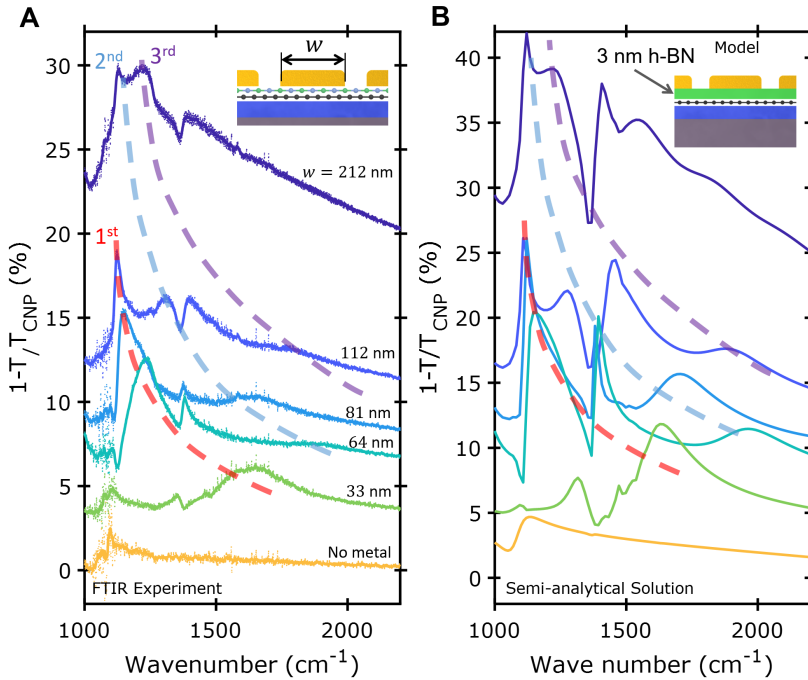 A
B
2nd
3rd
w
30
25
20
15
10
5
0
1-T/T_CNP (%)
w = 212 nm
1st
112 nm
81 nm
64 nm
33 nm
No metal
FTIR Experiment
1000
1500
2000
Wavenumber (cm-1)
3 nm h-BN
Model
40
35
30
25
20
15
10
5
0
1-T/T_CNP (%)
Semi-analytical Solution
1000
1500
2000
Wave number (cm-1)